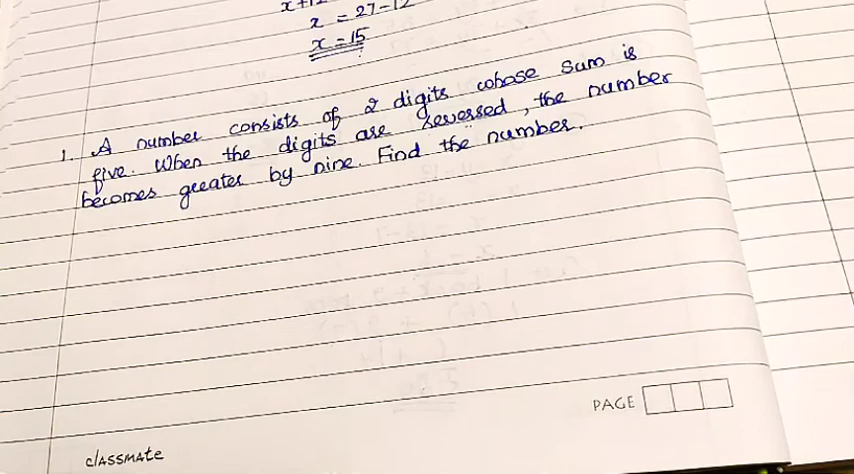 x+12
x = 27-12
x = 15
1. A number consists of 2 digits whose sum is
five. When the digits are reversed, the number
becomes greater by nine. Find the number.
PAGE
classmate